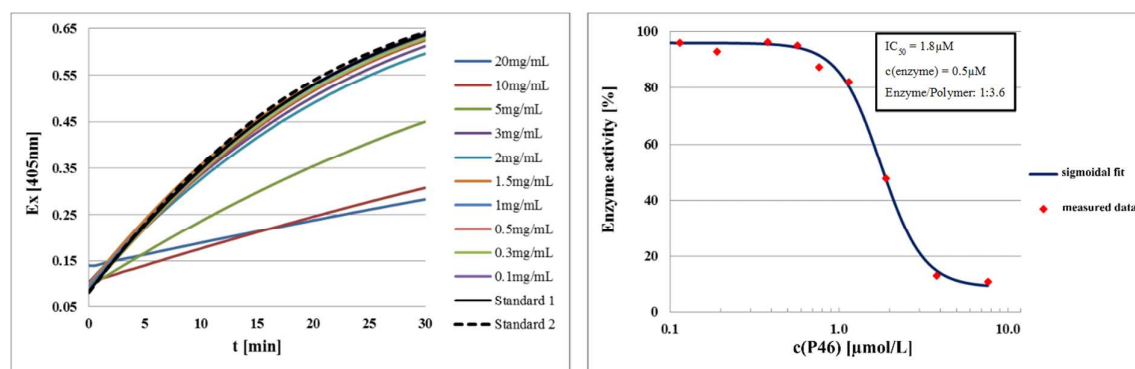 0.65
0.55
0.45
0.35
0.25
0.15
0.05
Ex [405nm]
0 5 10 15 20 25 30
t [min]
20mg/mL
10mg/mL
5mg/mL
3mg/mL
2mg/mL
1.5mg/mL
1mg/mL
0.5mg/mL
0.3mg/mL
0.1mg/mL
Standard 1
Standard 2
100
80
60
40
20
0
Enzyme activity [%]
0.1 1.0 10.0
c(P46) [µmol/L]
IC50 = 1.8µM
c(enzyme) = 0.5µM
Enzyme/Polymer: 1:3.6
sigmoidal fit
measured data